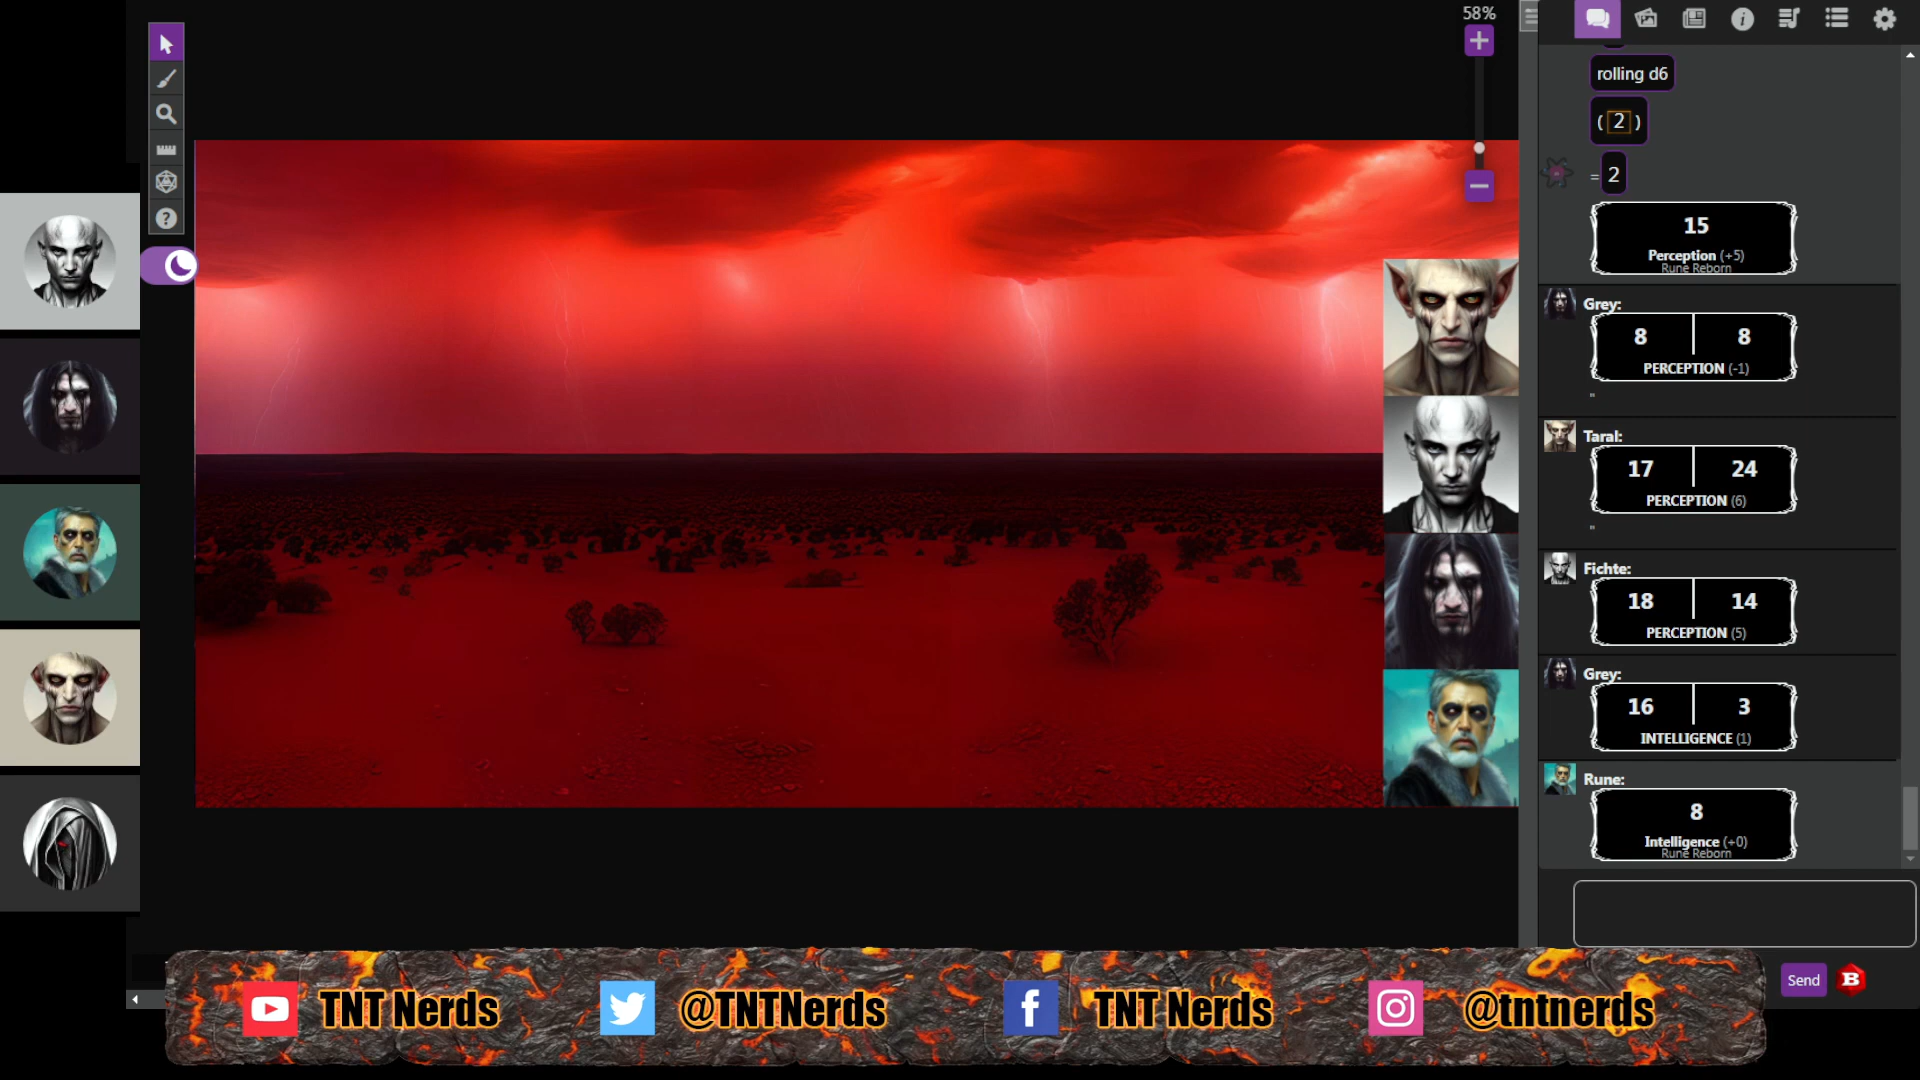 58%
rolling d6
( 2 )
= 2
15
Perception (+5)
Rune Reborn
Grey:
8 8
PERCEPTION (-1)
"
Taral:
17 24
PERCEPTION (6)
"
Fichte:
18 14
PERCEPTION (5)
Grey:
16 3
INTELLIGENCE (1)
Rune:
8
Intelligence (+0)
Rune Reborn
Send
B
TNT Nerds @TNTNerds TNT Nerds @tntnerds